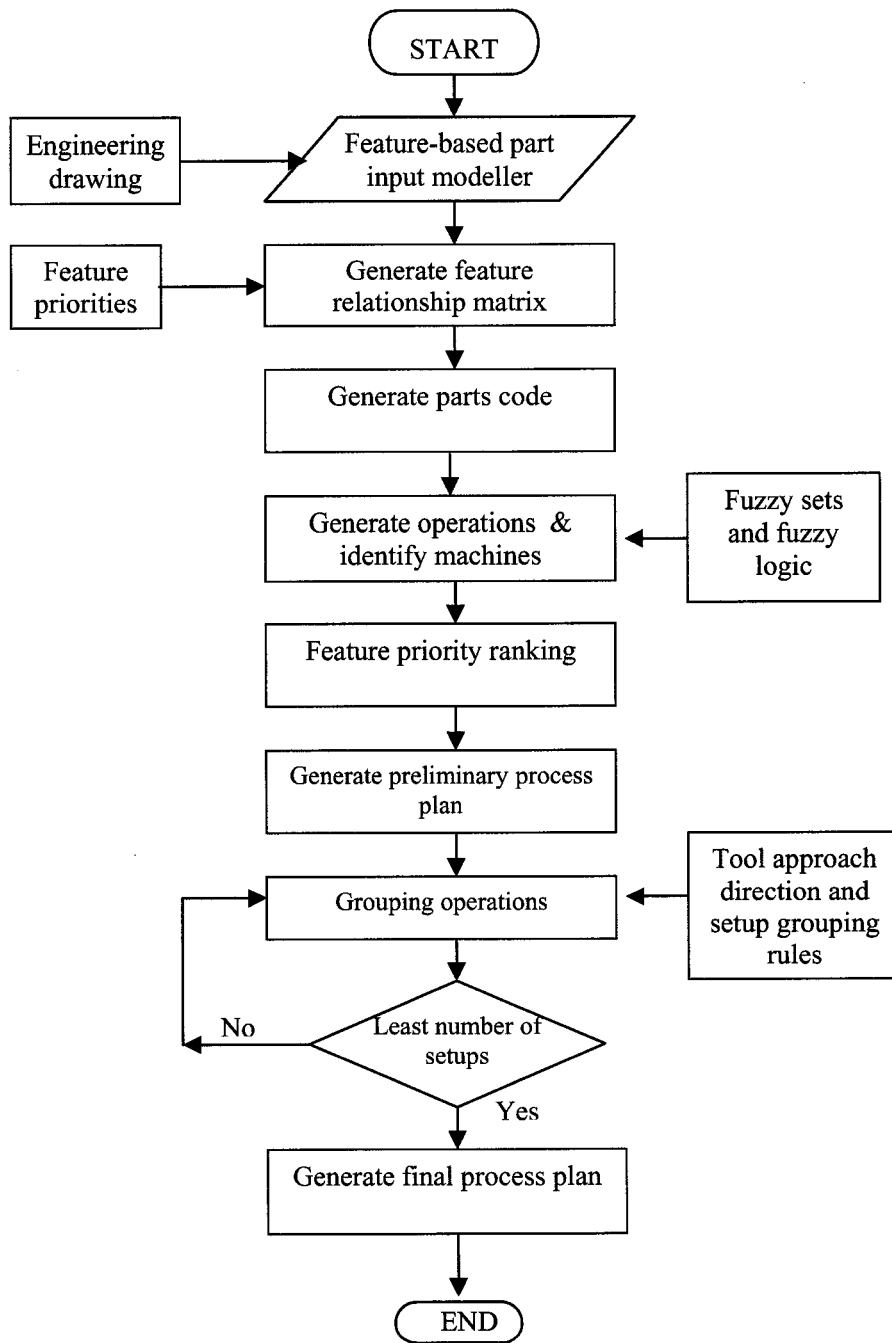 START
Engineering
drawing
Feature-based part
input modeller
Feature
priorities
Generate feature
relationship matrix
Generate parts code
Generate operations &
identify machines
Fuzzy sets
and fuzzy
logic
Feature priority ranking
Generate preliminary process
plan
Grouping operations
Tool approach
direction and
setup grouping
rules
Least number of
setups
No
Yes
Generate final process plan
END